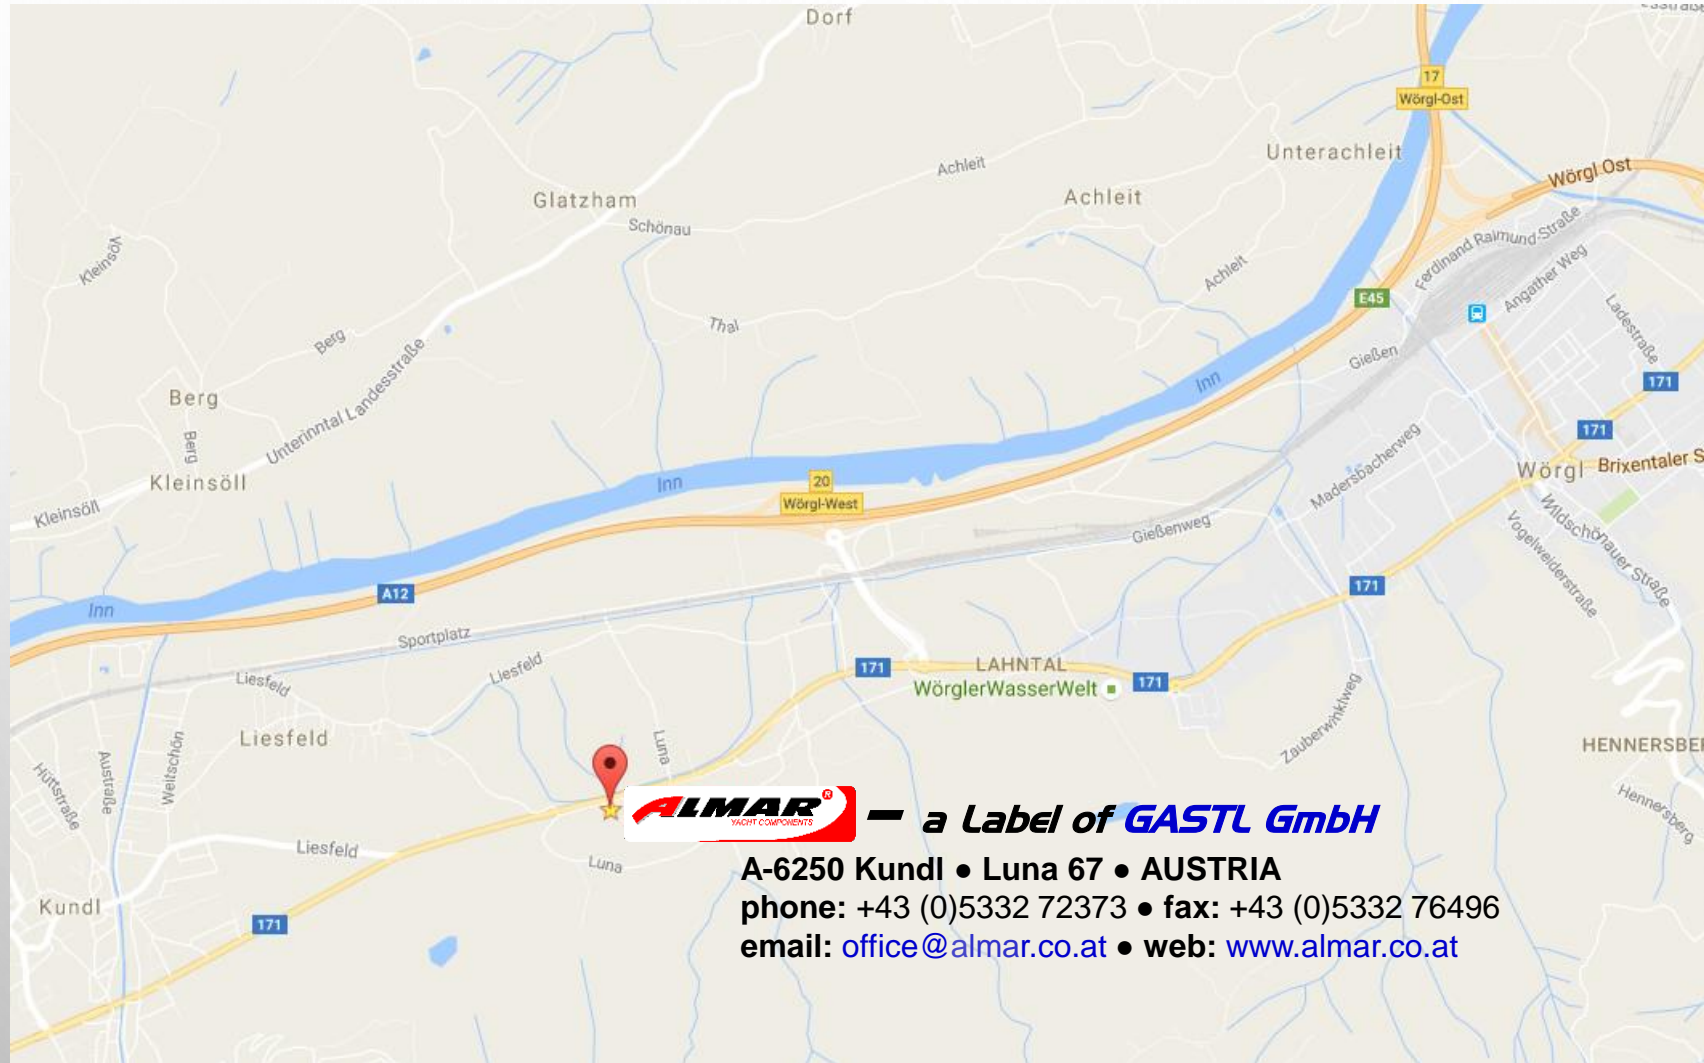 Dorf
17
Wörgl-Ost
Unterachleit
Wörgl Ost
Achleit
Achleit
Glatzham
Schönau
Ferdinand Raimund-Straße
Kleinsöll
Achleit
Angather Weg
E45
Ladestraße
Thal
Berg
Gießen
Unterinntal Landesstraße
Inn
171
Berg
Berg
171
Madersbacherweg
Wörgl
Brixentaler S
Kleinsöll
Inn
20
Wörgl-West
Kleinsöll
Gießenweg
Vogelweiderstraße
Wildschönauer Straße
A12
171
Inn
Sportplatz
Liesfeld
171
LAHNTAL
WörglerWasserWelt
171
Liesfeld
Zauberwinklweg
Liesfeld
Luna
HENNERSBER
Hüttstraße
Austraße
Weitschön
Hennersberg
ALMAR® – a Label of GASTL GmbH
YACHT COMPONENTS
Liesfeld
Luna
A-6250 Kundl ● Luna 67 ● AUSTRIA
Kundl
phone: +43 (0)5332 72373 ● fax: +43 (0)5332 76496
171
email: office@almar.co.at ● web: www.almar.co.at